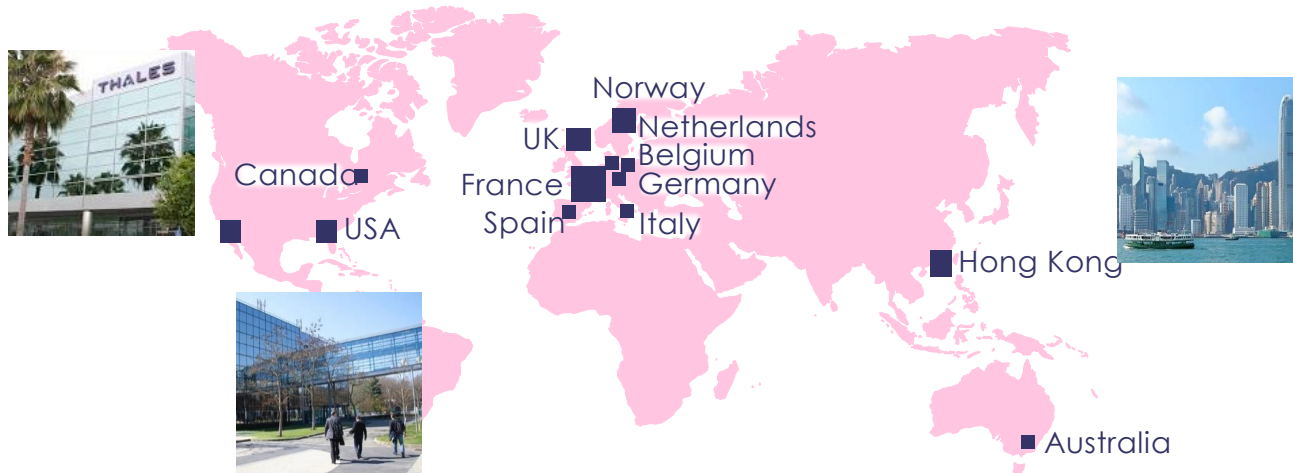 THALES
Norway
UK
Netherlands
Belgium
Canada
France
Germany
Spain
Italy
USA
Hong Kong
Australia